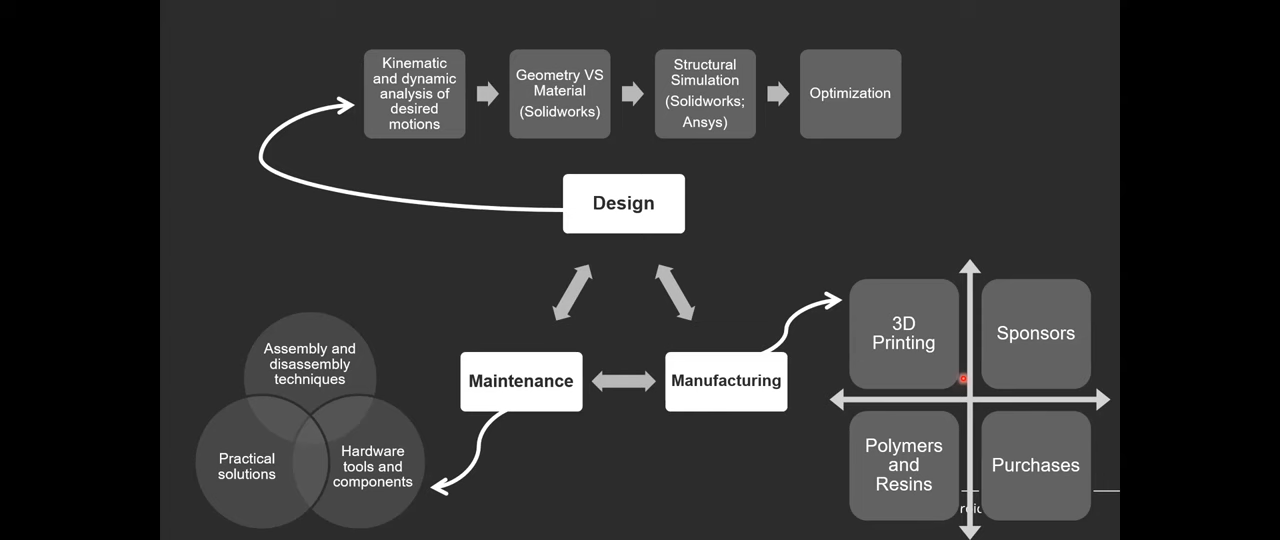 Kinematic
and dynamic
analysis of
desired
motions
Geometry VS
Material
(Solidworks)
Structural
Simulation
(Solidworks;
Ansys)
Optimization
Design
Maintenance
Manufacturing
Assembly and
disassembly
techniques
Practical
solutions
Hardware
tools and
components
3D
Printing
Sponsors
Polymers
and
Resins
Purchases